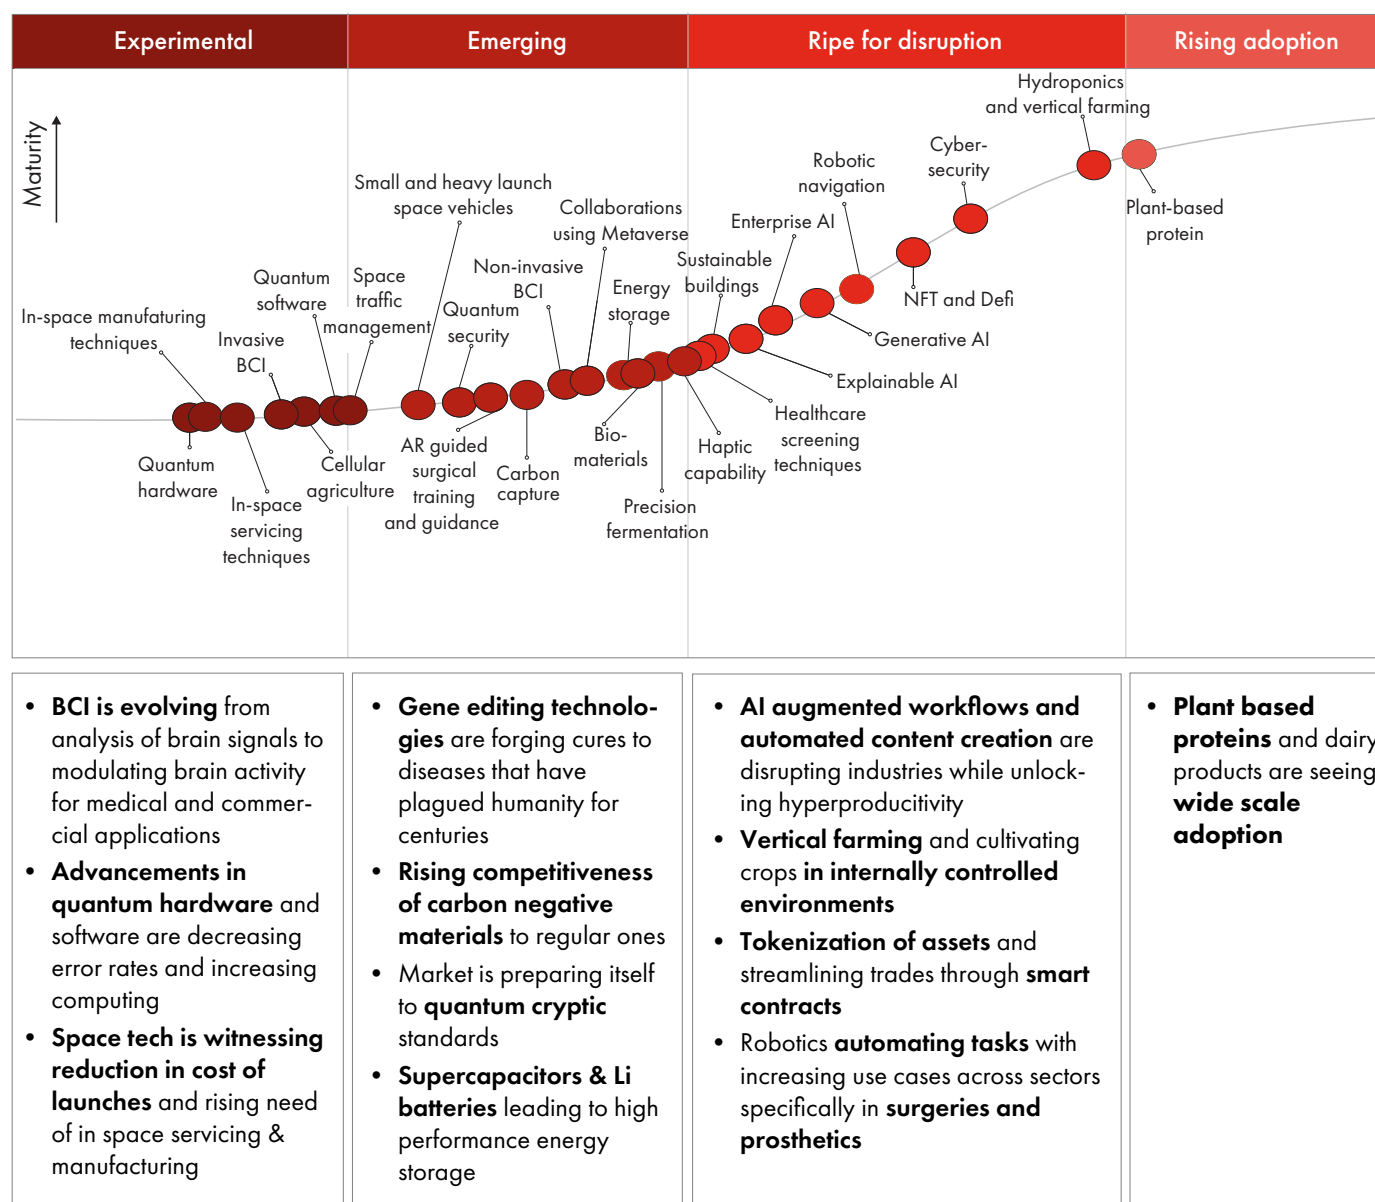 Experimental
Emerging
Ripe for disruption
Rising adoption
Maturity
Hydroponics
and vertical farming
Cyber-
security
Robotic
navigation
Plant-based
protein
Small and heavy launch
space vehicles
Collaborations
using Metaverse
Enterprise AI
Sustainable
buildings
Non-invasive
BCI
Quantum
software
Space
traffic
management
Energy
storage
NFT and Defi
In-space manufaturing
techniques
Quantum
security
Invasive
BCI
Generative AI
Explainable AI
Healthcare
screening
techniques
Haptic
capability
Bio-
materials
AR guided
surgical
training
and guidance
Carbon
capture
Cellular
agriculture
Quantum
hardware
In-space
servicing
techniques
Precision
fermentation
• BCI is evolving from
analysis of brain signals to
modulating brain activity
for medical and commer-
cial applications
• Advancements in
quantum hardware and
software are decreasing
error rates and increasing
computing
• Space tech is witnessing
reduction in cost of
launches and rising need
of in space servicing &
manufacturing
• Gene editing technolo-
gies are forging cures to
diseases that have
plagued humanity for
centuries
• Rising competitiveness
of carbon negative
materials to regular ones
• Market is preparing itself
to quantum cryptic
standards
• Supercapacitors & Li
batteries leading to high
performance energy
storage
• AI augmented workflows and
automated content creation are
disrupting industries while unlock-
ing hyperproducitivity
• Vertical farming and cultivating
crops in internally controlled
environments
• Tokenization of assets and
streamlining trades through smart
contracts
• Robotics automating tasks with
increasing use cases across sectors
specifically in surgeries and
prosthetics
• Plant based
proteins and dairy
products are seeing
wide scale
adoption